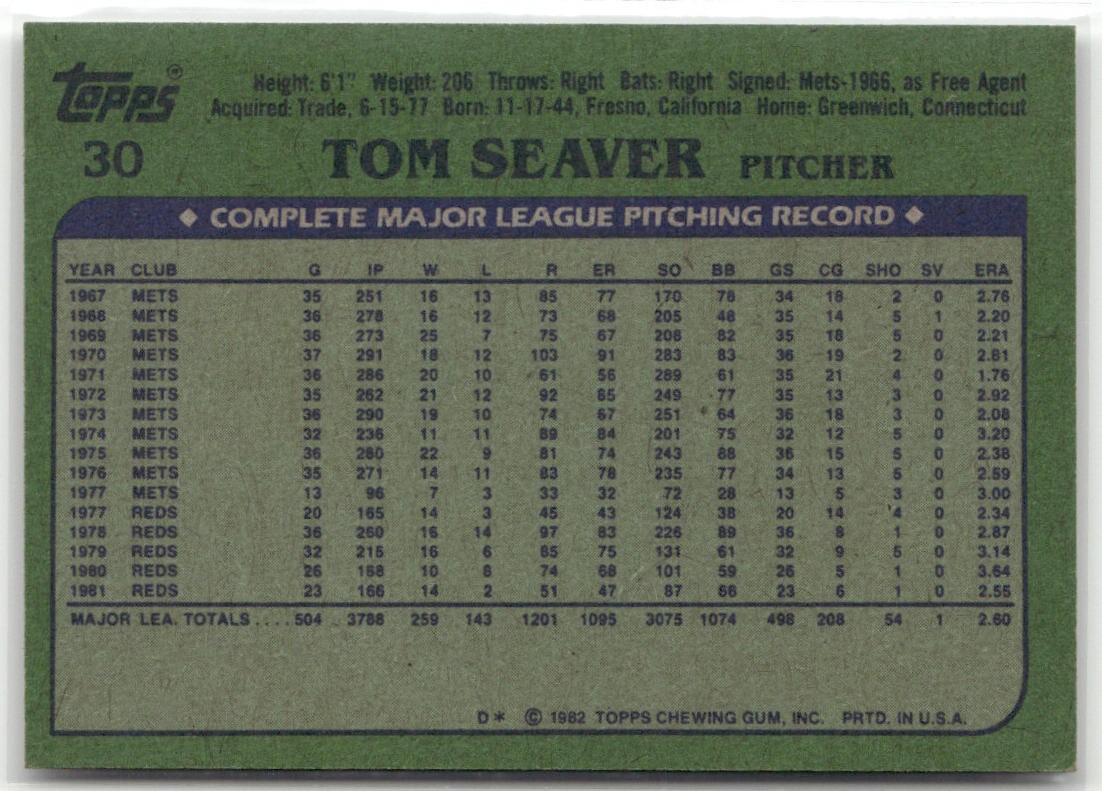 Topps®
Height: 6'1" Weight: 206 Throws: Right Bats: Right Signed: Mets-1966, as Free Agent
Acquired: Trade, 6-15-77 Born: 11-17-44, Fresno, California Home: Greenwich, Connecticut
30 TOM SEAVER PITCHER
◆ COMPLETE MAJOR LEAGUE PITCHING RECORD ◆
YEAR CLUB G IP W L R ER SO BB GS CG SHO SV ERA
1967 METS 35 251 16 13 85 77 170 78 34 18 2 0 2.76
1968 METS 36 278 16 12 73 68 205 48 35 14 5 1 2.20
1969 METS 36 273 25 7 75 67 208 82 35 18 5 0 2.21
1970 METS 37 291 18 12 103 91 283 83 36 19 2 0 2.81
1971 METS 36 286 20 10 61 56 289 61 35 21 4 0 1.76
1972 METS 35 262 21 12 92 85 249 77 35 13 3 0 2.92
1973 METS 36 290 19 10 74 67 251 64 36 18 3 0 2.08
1974 METS 32 236 11 11 89 84 201 75 32 12 5 0 3.20
1975 METS 36 280 22 9 81 74 243 88 36 15 5 0 2.38
1976 METS 35 271 14 11 83 78 235 77 34 13 5 0 2.59
1977 METS 13 96 7 3 33 32 72 28 13 5 3 0 3.00
1977 REDS 20 165 14 3 45 43 124 38 20 14 4 0 2.34
1978 REDS 36 260 16 14 97 83 226 89 36 8 1 0 2.87
1979 REDS 32 215 16 6 85 75 131 61 32 9 5 0 3.14
1980 REDS 26 168 10 8 74 68 101 59 26 5 1 0 3.64
1981 REDS 23 166 14 2 51 47 87 66 23 6 1 0 2.55
MAJOR LEA. TOTALS .... 504 3788 259 143 1201 1095 3075 1074 498 208 54 1 2.60
D* © 1982 TOPPS CHEWING GUM, INC. PRTD. IN U.S.A.